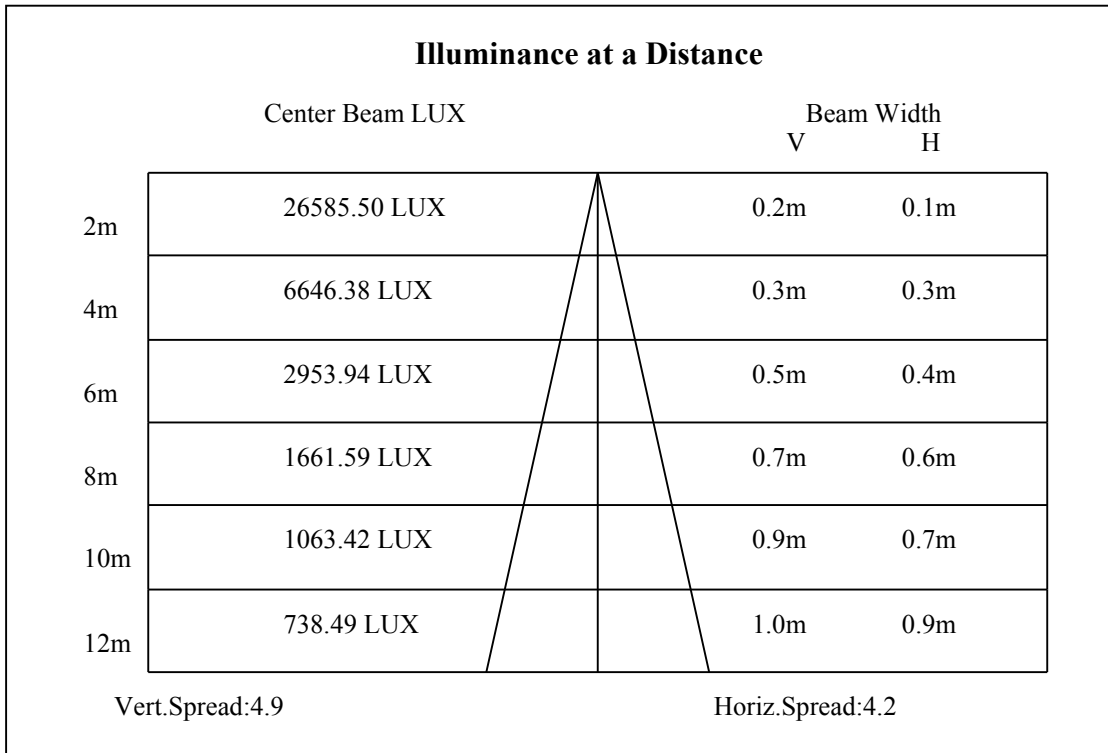 Illuminance at a Distance
Center Beam LUX Beam Width
V H
2m 26585.50 LUX 0.2m 0.1m
4m 6646.38 LUX 0.3m 0.3m
6m 2953.94 LUX 0.5m 0.4m
8m 1661.59 LUX 0.7m 0.6m
10m 1063.42 LUX 0.9m 0.7m
12m 738.49 LUX 1.0m 0.9m
Vert.Spread:4.9 Horiz.Spread:4.2